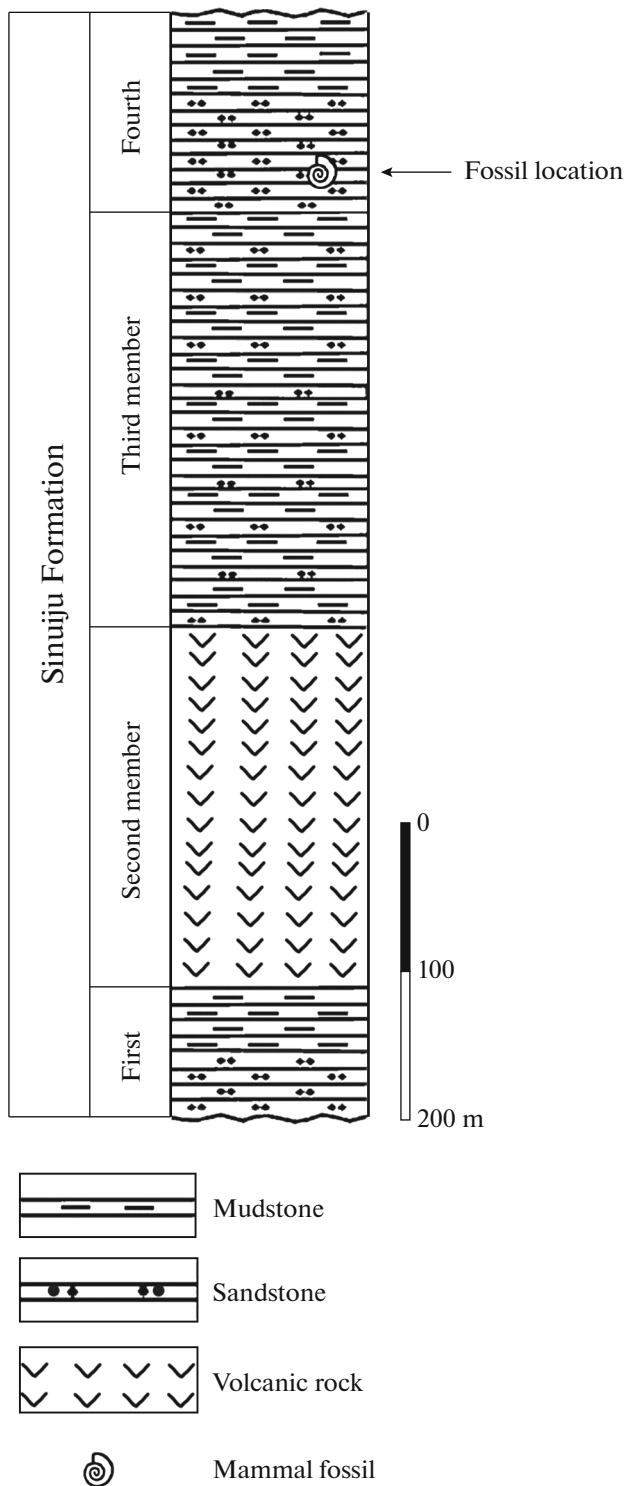 Sinuiju Formation
Fourth
Third member
Second member
First
Fossil location
0
100
200 m
Mudstone
Sandstone
Volcanic rock
Mammal fossil